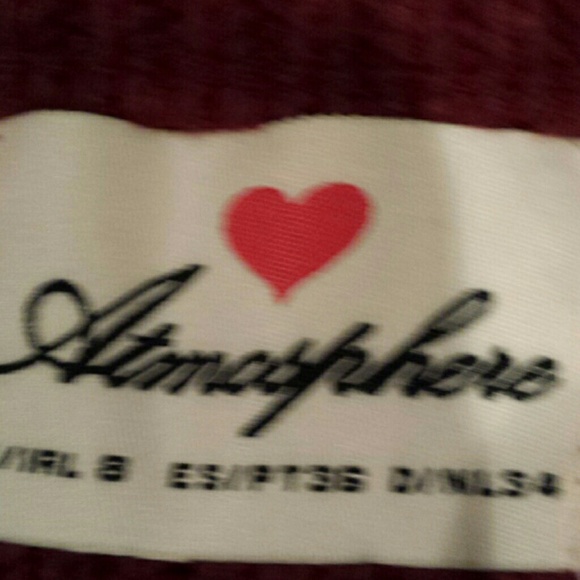 Atmosphere
/IRL 8 ES/PT36 D/NL34